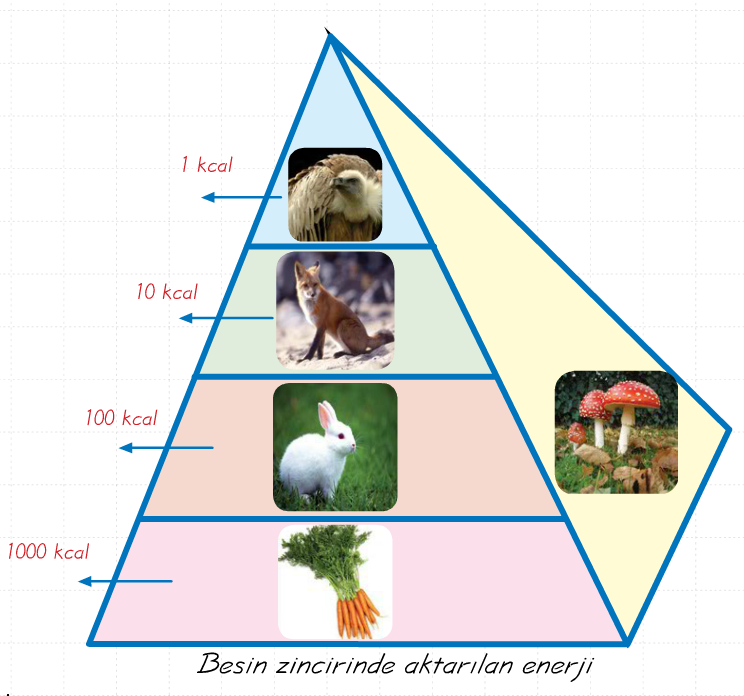 1 kcal
10 kcal
100 kcal
1000 kcal
Besin zincirinde aktarılan enerji